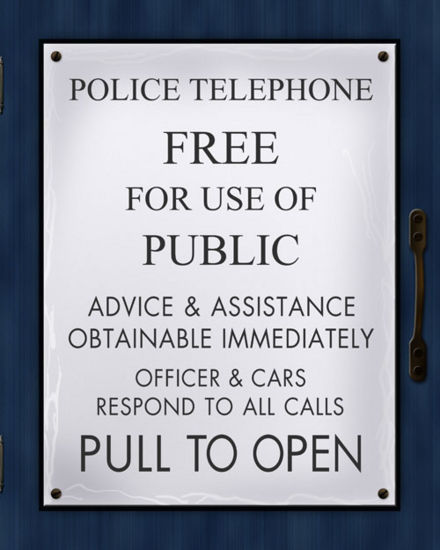 POLICE TELEPHONE
FREE
FOR USE OF
PUBLIC
ADVICE & ASSISTANCE
OBTAINABLE IMMEDIATELY
OFFICER & CARS
RESPOND TO ALL CALLS
PULL TO OPEN